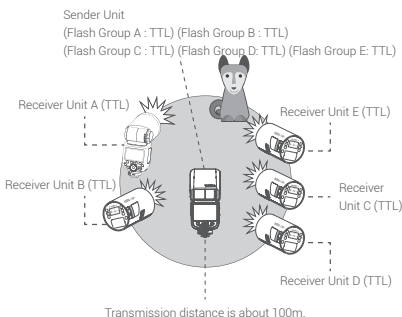 Sender Unit
(Flash Group A : TTL) (Flash Group B : TTL)
(Flash Group C : TTL) (Flash Group D: TTL) (Flash Group E: TTL)
Receiver Unit A (TTL)
Receiver Unit E (TTL)
Receiver Unit B (TTL)
Receiver
Unit C (TTL)
Receiver Unit D (TTL)
Transmission distance is about 100m.